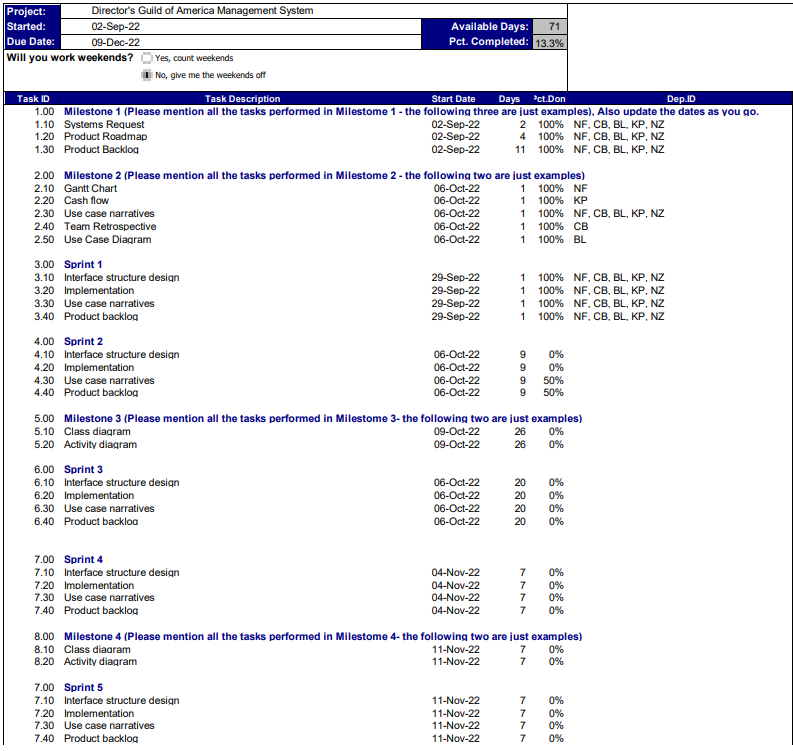 Project: Director's Guild of America Management System
Started: 02-Sep-22 Available Days: 71
Due Date: 09-Dec-22 Pct. Completed: 13.3%
Will you work weekends? Yes, count weekends
No, give me the weekends off
Task ID Task Description Start Date Days Pct.Don Dep.ID
1.00 Milestone 1 (Please mention all the tasks performed in Milestome 1 - the following three are just examples), Also update the dates as you go.
1.10 Systems Request 02-Sep-22 2 100% NF, CB, BL, KP, NZ
1.20 Product Roadmap 02-Sep-22 4 100% NF, CB, BL, KP, NZ
1.30 Product Backlog 02-Sep-22 11 100% NF, CB, BL, KP, NZ
2.00 Milestone 2 (Please mention all the tasks performed in Milestome 2 - the following two are just examples)
2.10 Gantt Chart 06-Oct-22 1 100% NF
2.20 Cash flow 06-Oct-22 1 100% KP
2.30 Use case narratives 06-Oct-22 1 100% NF, CB, BL, KP, NZ
2.40 Team Retrospective 06-Oct-22 1 100% CB
2.50 Use Case Diagram 06-Oct-22 1 100% BL
3.00 Sprint 1
3.10 Interface structure design 29-Sep-22 1 100% NF, CB, BL, KP, NZ
3.20 Implementation 29-Sep-22 1 100% NF, CB, BL, KP, NZ
3.30 Use case narratives 29-Sep-22 1 100% NF, CB, BL, KP, NZ
3.40 Product backlog 29-Sep-22 1 100% NF, CB, BL, KP, NZ
4.00 Sprint 2
4.10 Interface structure design 06-Oct-22 9 0%
4.20 Implementation 06-Oct-22 9 0%
4.30 Use case narratives 06-Oct-22 9 50%
4.40 Product backlog 06-Oct-22 9 50%
5.00 Milestone 3 (Please mention all the tasks performed in Milestome 3- the following two are just examples)
5.10 Class diagram 09-Oct-22 26 0%
5.20 Activity diagram 09-Oct-22 26 0%
6.00 Sprint 3
6.10 Interface structure design 06-Oct-22 20 0%
6.20 Implementation 06-Oct-22 20 0%
6.30 Use case narratives 06-Oct-22 20 0%
6.40 Product backlog 06-Oct-22 20 0%
7.00 Sprint 4
7.10 Interface structure design 04-Nov-22 7 0%
7.20 Implementation 04-Nov-22 7 0%
7.30 Use case narratives 04-Nov-22 7 0%
7.40 Product backlog 04-Nov-22 7 0%
8.00 Milestone 4 (Please mention all the tasks performed in Milestome 4- the following two are just examples)
8.10 Class diagram 11-Nov-22 7 0%
8.20 Activity diagram 11-Nov-22 7 0%
7.00 Sprint 5
7.10 Interface structure design 11-Nov-22 7 0%
7.20 Implementation 11-Nov-22 7 0%
7.30 Use case narratives 11-Nov-22 7 0%
7.40 Product backlog 11-Nov-22 7 0%